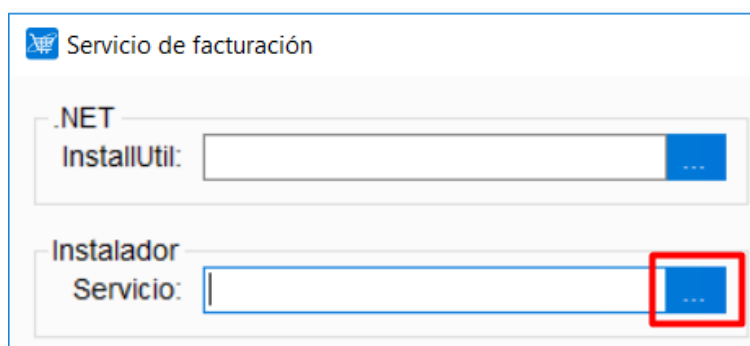 Servicio de facturación
.NET
InstallUtil:
...
Instalador
Servicio:
...